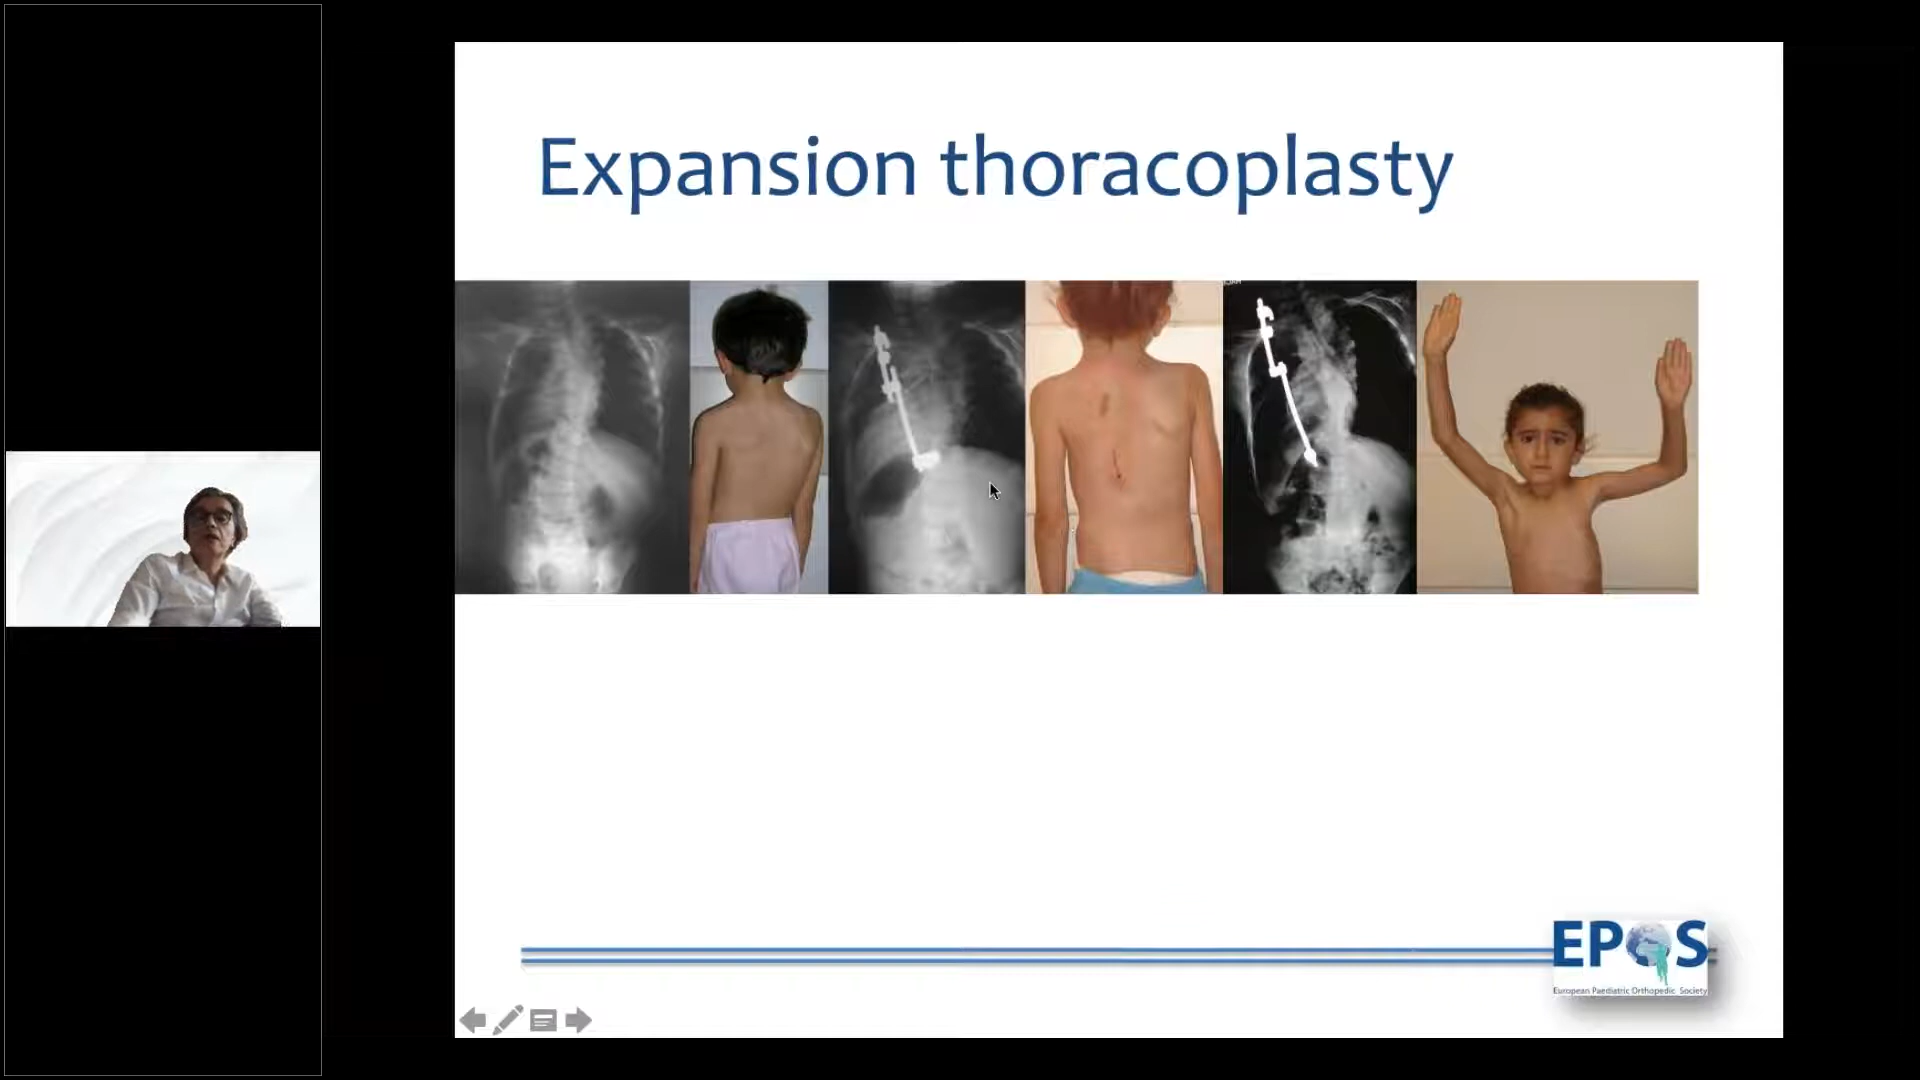 Expansion thoracoplasty
EPOS
European Paediatric Orthopedic Society